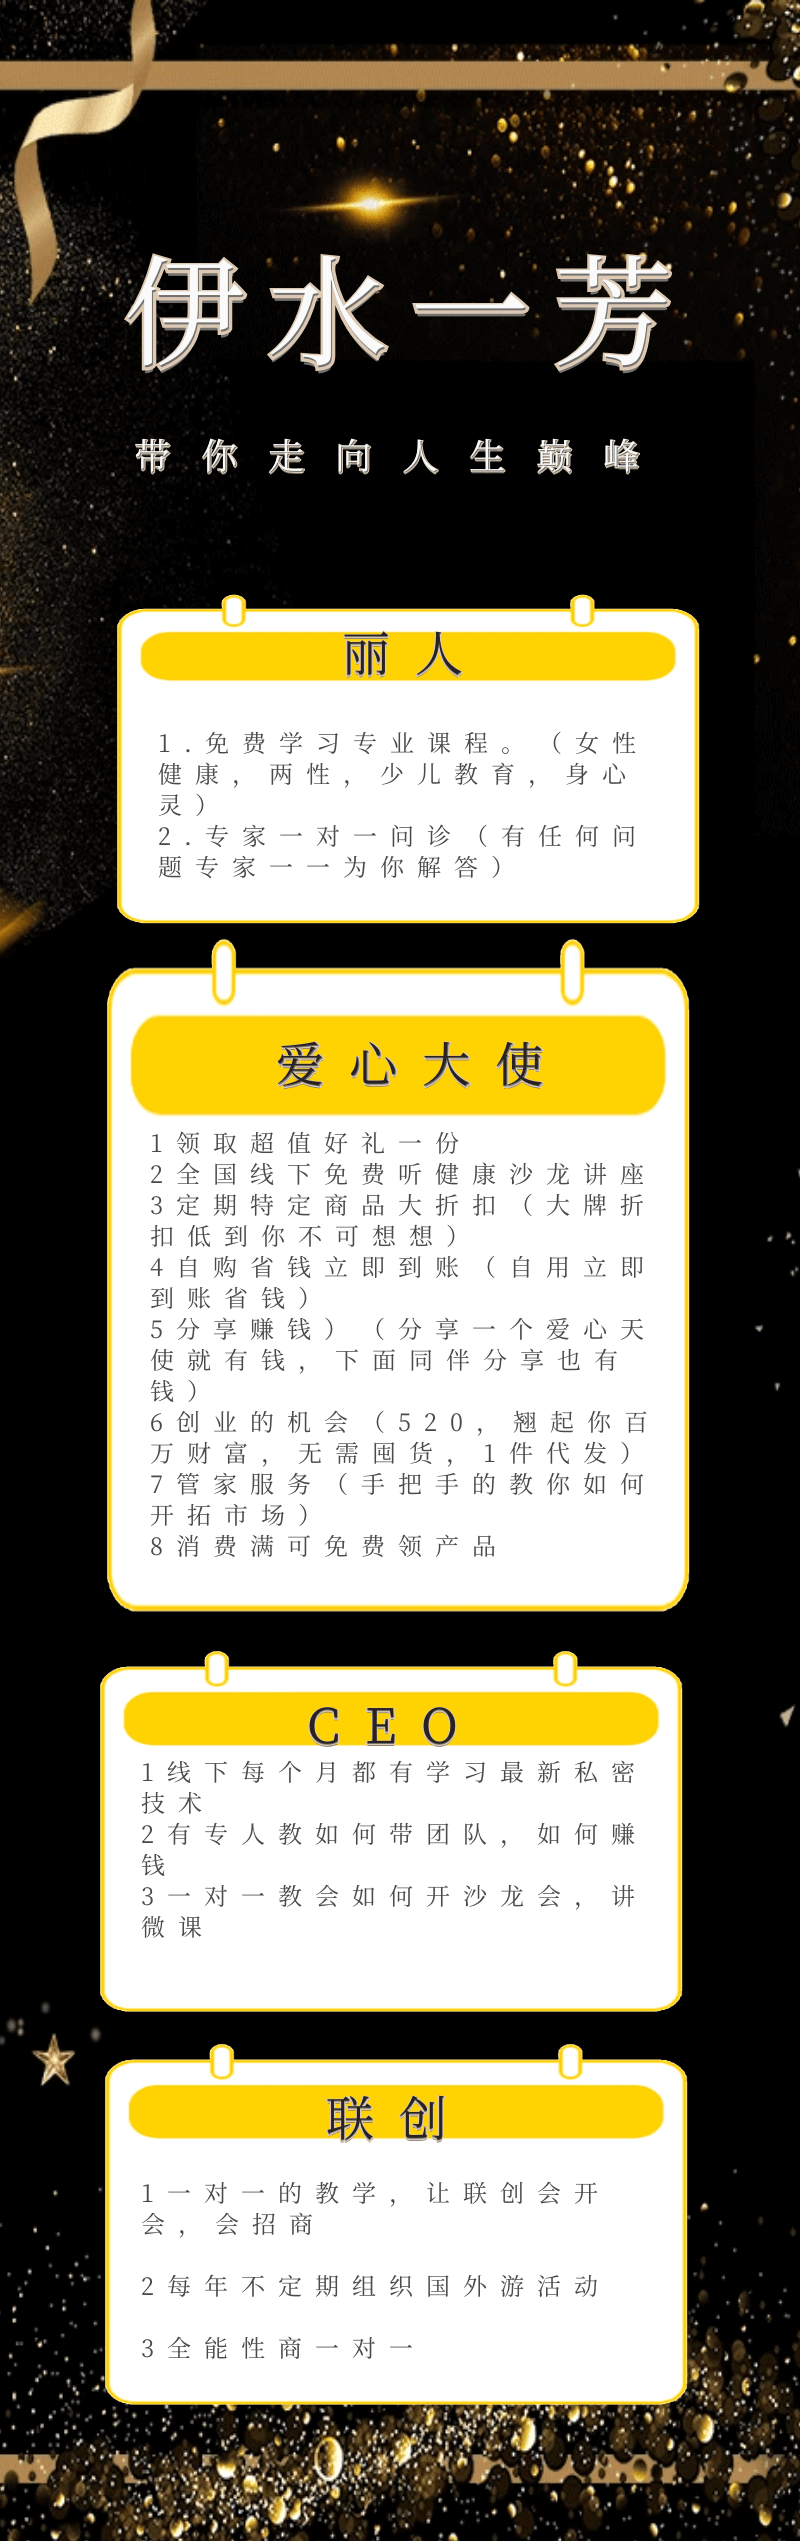 伊水一芳
带你走向人生巅峰
丽人
1.免费学习专业课程。（女性
健康，两性，少儿教育，身心
灵）
2.专家一对一问诊（有任何问
题专家一一为你解答）
爱心大使
1领取超值好礼一份
2全国线下免费听健康沙龙讲座
3定期特定商品大折扣（大牌折
扣低到你不可想想）
4自购省钱立即到账（自用立即
到账省钱）
5分享赚钱）（分享一个爱心天
使就有钱，下面同伴分享也有
钱）
6创业的机会（520，翘起你百
万财富，无需囤货，1件代发）
7管家服务（手把手的教你如何
开拓市场）
8消费满可免费领产品
CEO
1线下每个月都有学习最新私密
技术
2有专人教如何带团队，如何赚
钱
3一对一教会如何开沙龙会，讲
微课
联创
1一对一的教学，让联创会开
会，会招商
2每年不定期组织国外游活动
3全能性商一对一